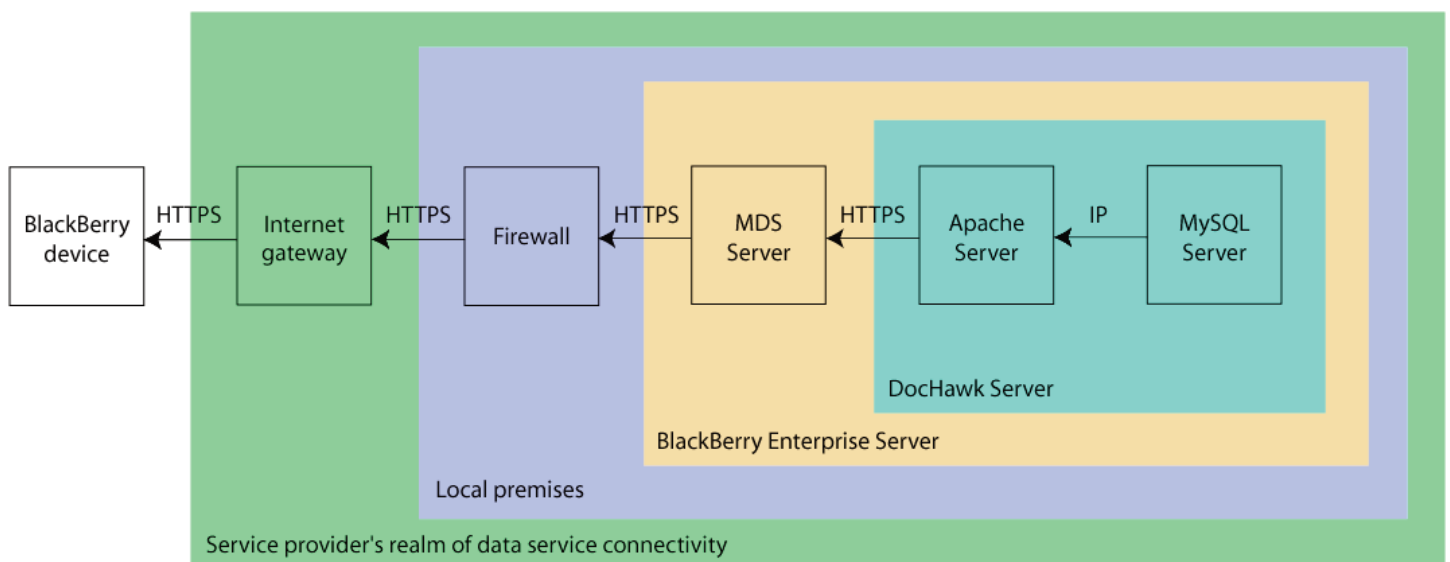 BlackBerry
device
HTTPS
Internet
gateway
HTTPS
Firewall
HTTPS
MDS
Server
HTTPS
Apache
Server
IP
MySQL
Server
DocHawk Server
BlackBerry Enterprise Server
Local premises
Service provider's realm of data service connectivity